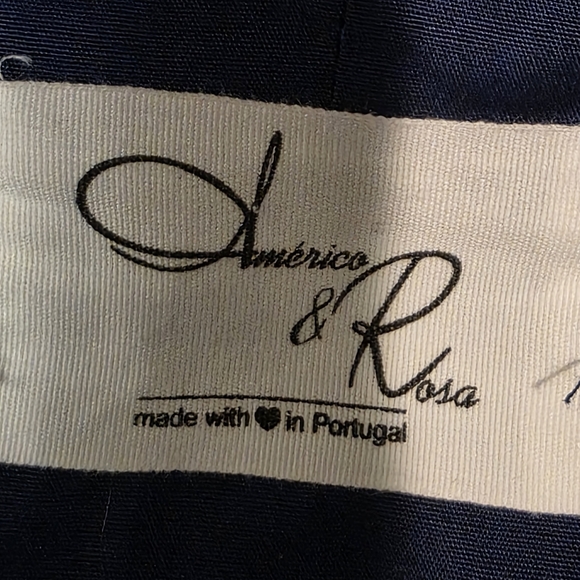 Américo
&
Rosa
made with ♥ in Portugal